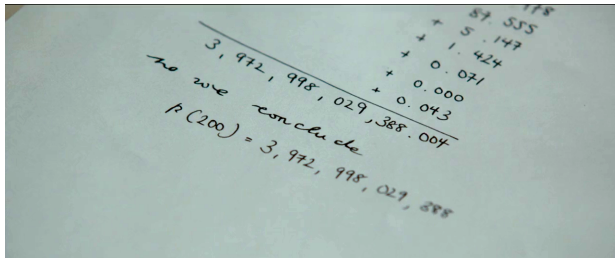 87.555
+ 5.147
+ 1.424
+ 0.071
+ 0.000
+ 0.043
3, 972, 998, 029, 388.004
so we conclude
p(200) = 3, 972, 998, 029, 388